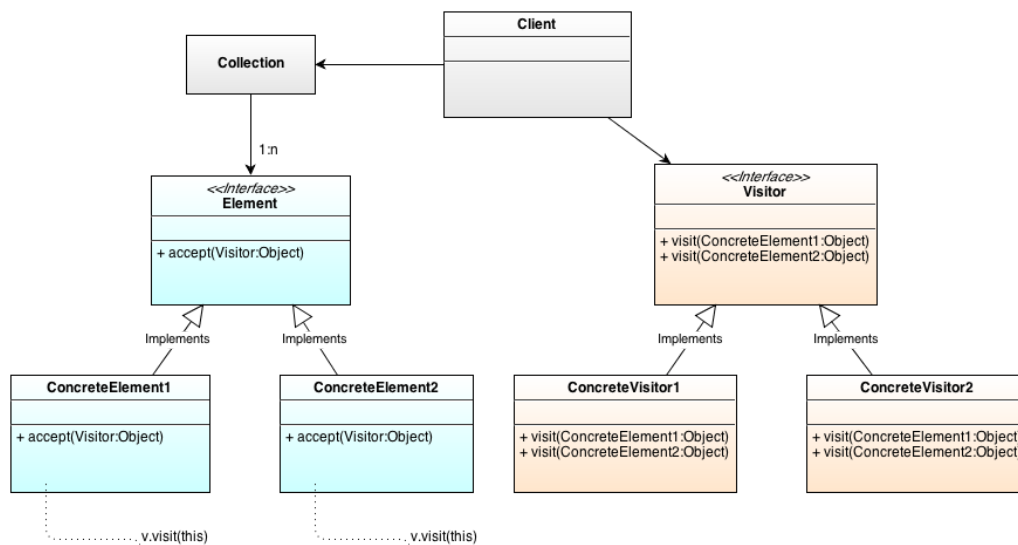 Client
Collection
1:n
<<Interface>>
Element
+ accept(Visitor:Object)
<<Interface>>
Visitor
+ visit(ConcreteElement1:Object)
+ visit(ConcreteElement2:Object)
Implements
Implements
Implements
Implements
ConcreteElement1
+ accept(Visitor:Object)
ConcreteElement2
+ accept(Visitor:Object)
ConcreteVisitor1
+ visit(ConcreteElement1:Object)
+ visit(ConcreteElement2:Object)
ConcreteVisitor2
+ visit(ConcreteElement1:Object)
+ visit(ConcreteElement2:Object)
v.visit(this)
v.visit(this)